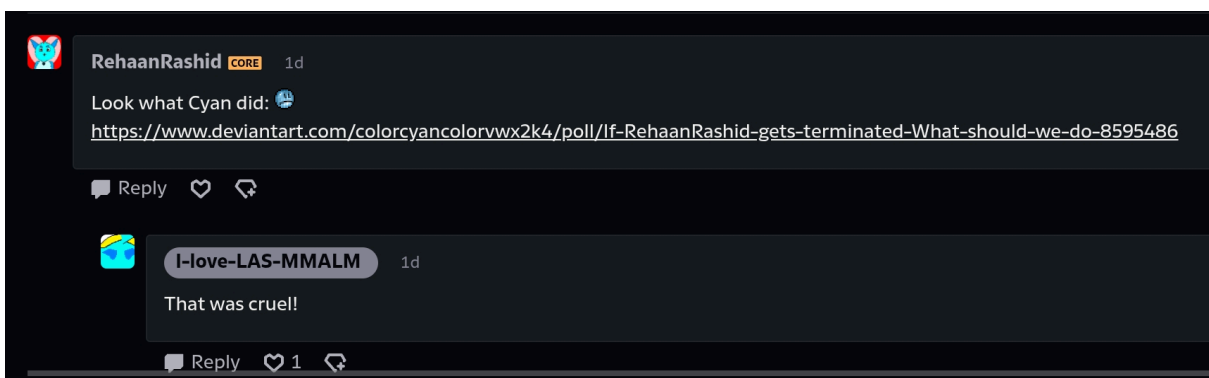 RehaanRashid CORE 1d
Look what Cyan did:
https://www.deviantart.com/colorcyancolorvwx2k4/poll/If-RehaanRashid-gets-terminated-What-should-we-do-8595486
Reply
I-love-LAS-MMALM 1d
That was cruel!
Reply 1